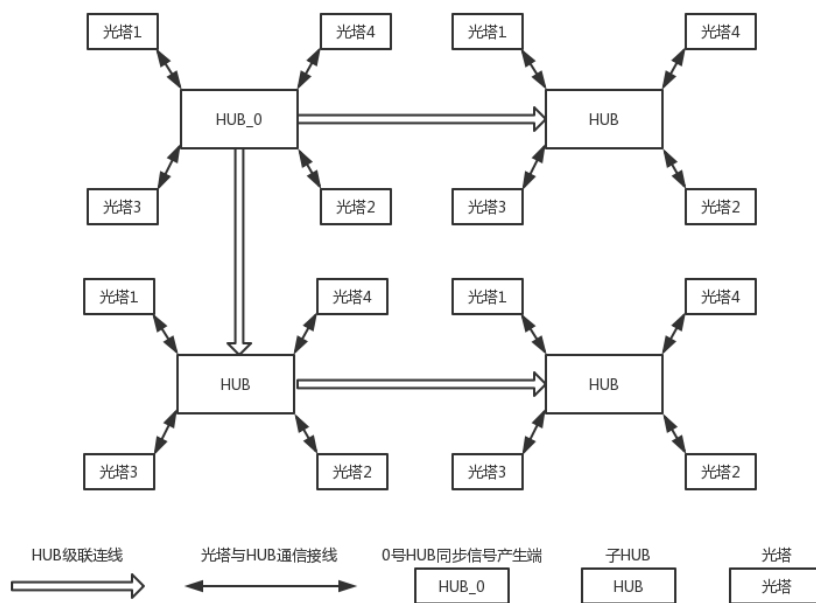 光塔1
光塔4
光塔1
光塔4
HUB_0
HUB
光塔3
光塔2
光塔3
光塔2
光塔1
光塔4
光塔1
光塔4
HUB
HUB
光塔3
光塔2
光塔3
光塔2
HUB级联连线
光塔与HUB通信接线
0号HUB同步信号产生端
子HUB
光塔
HUB_0
HUB
光塔